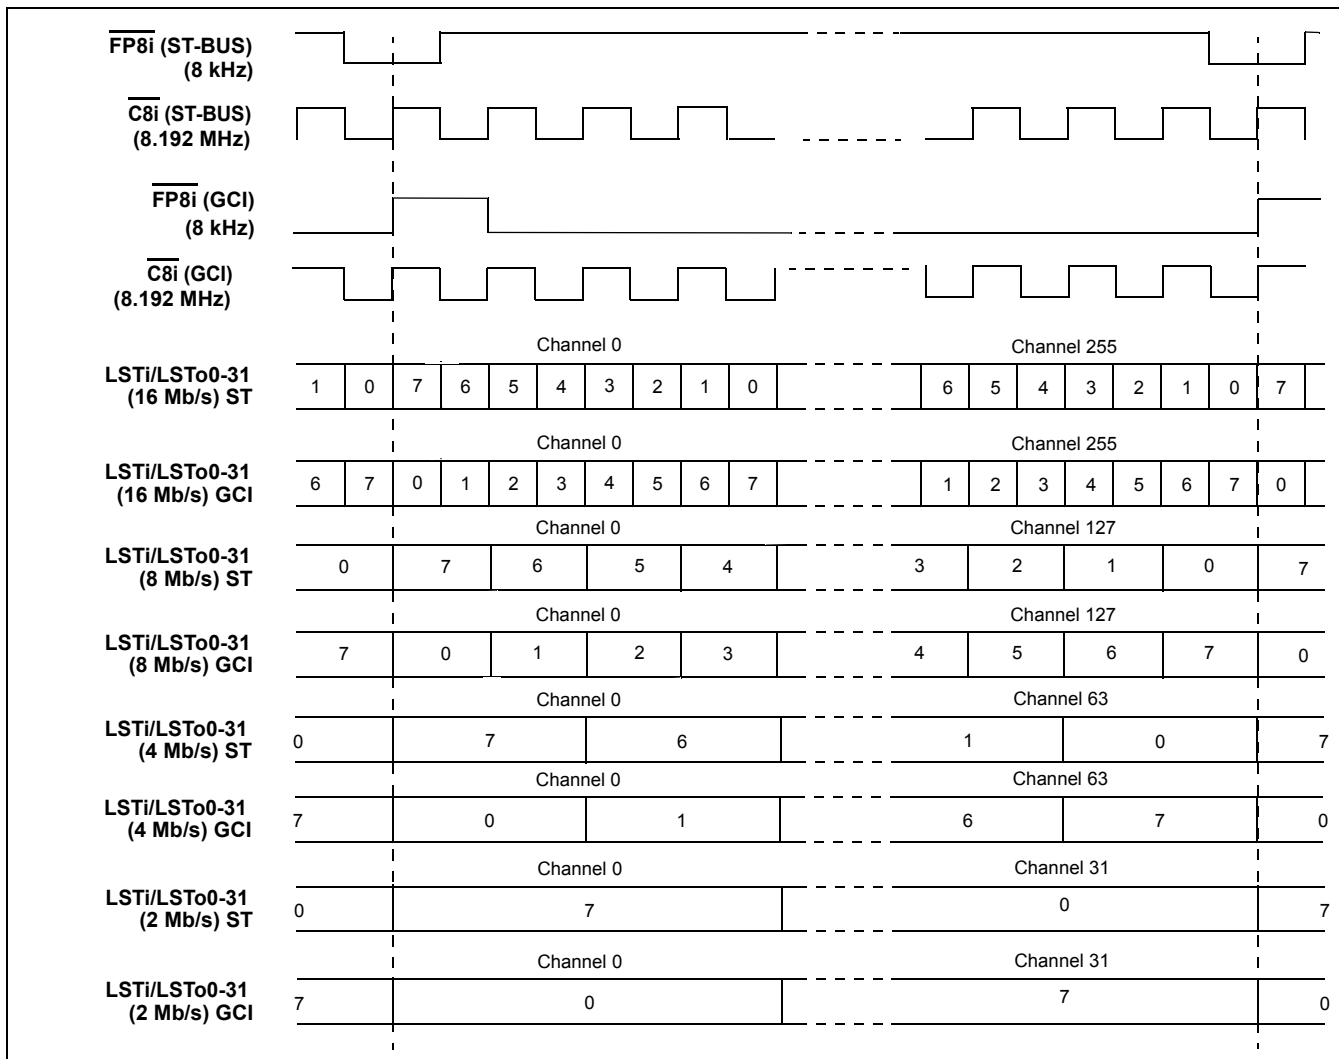 FP8i (ST-BUS)
(8 kHz)
C8i (ST-BUS)
(8.192 MHz)
FP8i (GCI)
(8 kHz)
C8i (GCI)
(8.192 MHz)
Channel 0 Channel 255
LSTi/LSTo0-31
(16 Mb/s) ST
1 0 7 6 5 4 3 2 1 0 6 5 4 3 2 1 0 7
Channel 0 Channel 255
LSTi/LSTo0-31
(16 Mb/s) GCI
6 7 0 1 2 3 4 5 6 7 1 2 3 4 5 6 7 0
Channel 0 Channel 127
LSTi/LSTo0-31
(8 Mb/s) ST
0 7 6 5 4 3 2 1 0 7
Channel 0 Channel 127
LSTi/LSTo0-31
(8 Mb/s) GCI
7 0 1 2 3 4 5 6 7 0
Channel 0 Channel 63
LSTi/LSTo0-31
(4 Mb/s) ST
0 7 6 1 0 7
Channel 0 Channel 63
LSTi/LSTo0-31
(4 Mb/s) GCI
7 0 1 6 7 0
Channel 0 Channel 31
LSTi/LSTo0-31
(2 Mb/s) ST
0 7 0 7
Channel 0 Channel 31
LSTi/LSTo0-31
(2 Mb/s) GCI
7 0 7 0